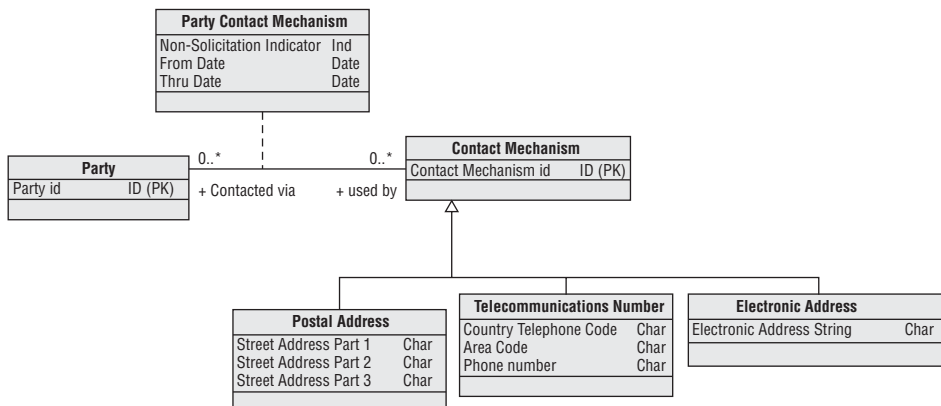 Party Contact Mechanism
Non-Solicitation Indicator Ind
From Date Date
Thru Date Date
Party
Party id ID (PK)
0..*
+ Contacted via
0..*
+ used by
Contact Mechanism
Contact Mechanism id ID (PK)
Postal Address
Street Address Part 1 Char
Street Address Part 2 Char
Street Address Part 3 Char
Telecommunications Number
Country Telephone Code Char
Area Code Char
Phone number Char
Electronic Address
Electronic Address String Char